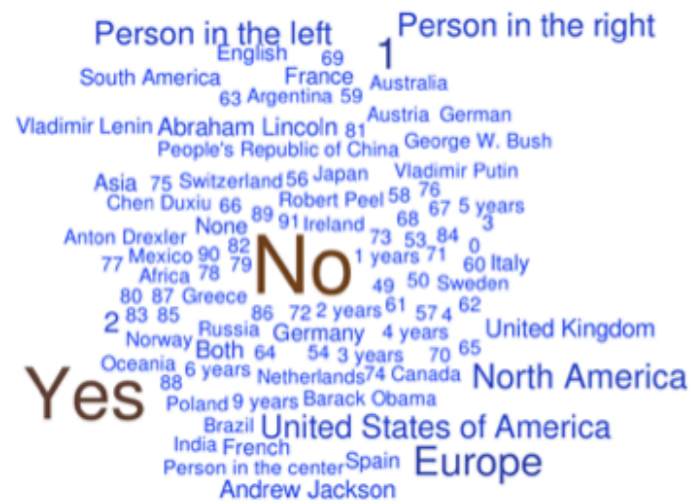 Person in the left
Person in the right
English 69 1
South America France Australia
63 Argentina 59
Austria German
Vladimir Lenin Abraham Lincoln 81
People's Republic of China George W. Bush
Asia 75 Switzerland 56 Japan Vladimir Putin
Chen Duxiu 66 Robert Peel 58 76
89 91 Ireland 68 67 5 years
None 3
Anton Drexler 82 No 73 53 84 0
77 Mexico 90 79 1 years 71 60 Italy
Africa 78 49 50 Sweden
80 87 Greece
2 83 85 86 72 2 years 61 57 4 62
Norway Russia Germany 4 years United Kingdom
Both 64 54 3 years 70 65
Oceania 6 years Netherlands 74 Canada North America
Yes 88
Poland 9 years Barack Obama
Brazil United States of America
India French
Person in the center Spain Europe
Andrew Jackson